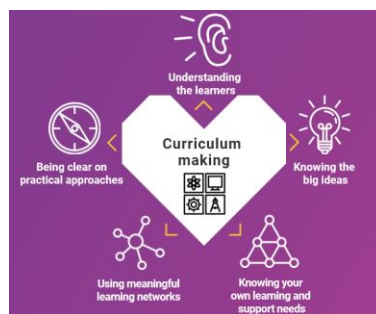 Understanding
the learners
Curriculum
making
Being clear on
practical approaches
Knowing the
big ideas
Using meaningful
learning networks
Knowing your
own learning and
support needs